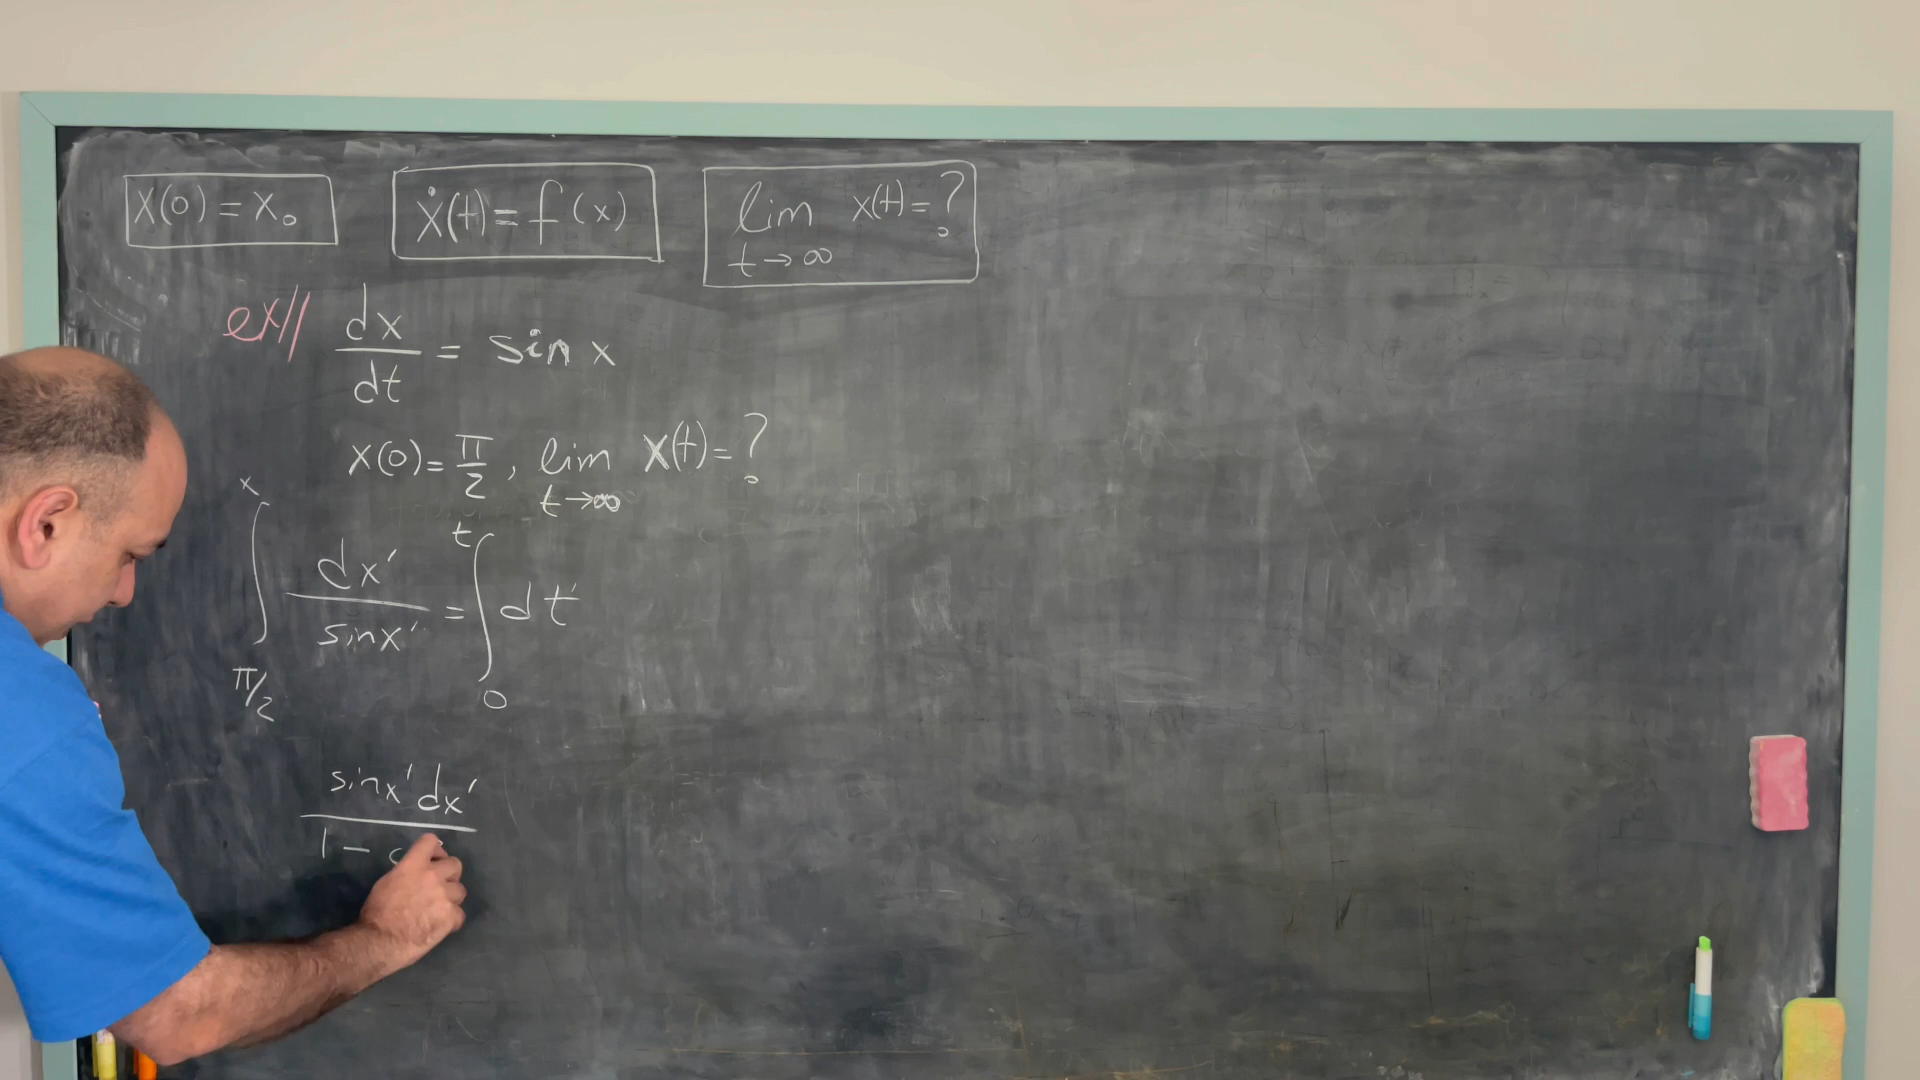 x(0) = x₀
ẋ(t) = f(x)
lim x(t) = ?
t → ∞
ex//
dx/dt = sin x
x(0) = π/2, lim x(t) = ?
t → ∞
∫_{π/2}^{x} dx′/sinx′ = ∫_{0}^{t} dt′
sinx′ dx′
1 − c